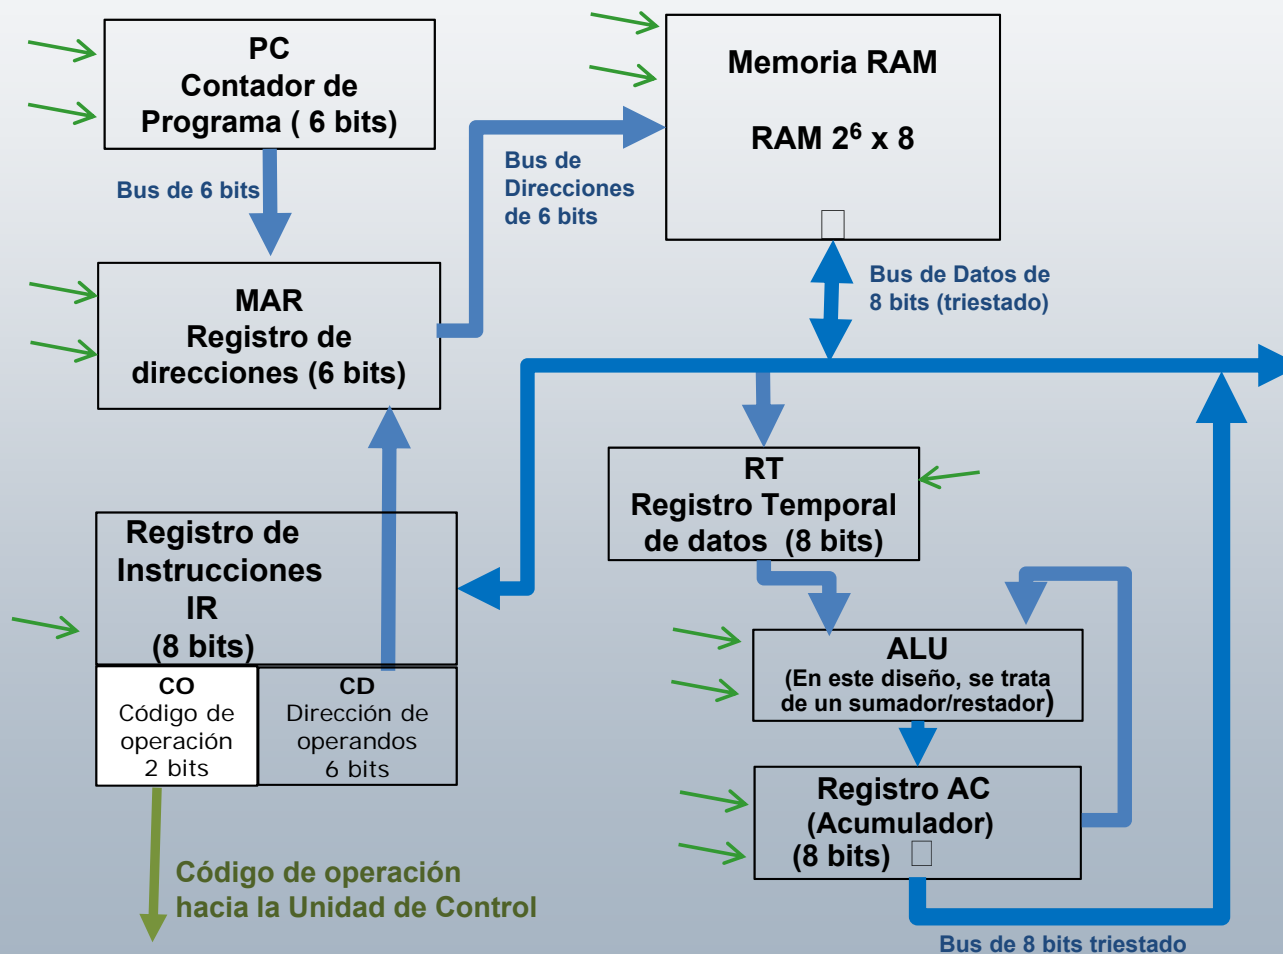 PC
Contador de
Programa ( 6 bits)
Bus de 6 bits
Memoria RAM
RAM 2⁶ x 8
Bus de
Direcciones
de 6 bits
Bus de Datos de
8 bits (triestado)
MAR
Registro de
direcciones (6 bits)
RT
Registro Temporal
de datos (8 bits)
Registro de
Instrucciones
IR
(8 bits)
CO
Código de
operación
2 bits
CD
Dirección de
operandos
6 bits
ALU
(En este diseño, se trata
de un sumador/restador)
Registro AC
(Acumulador)
(8 bits)
Código de operación
hacia la Unidad de Control
Bus de 8 bits triestado